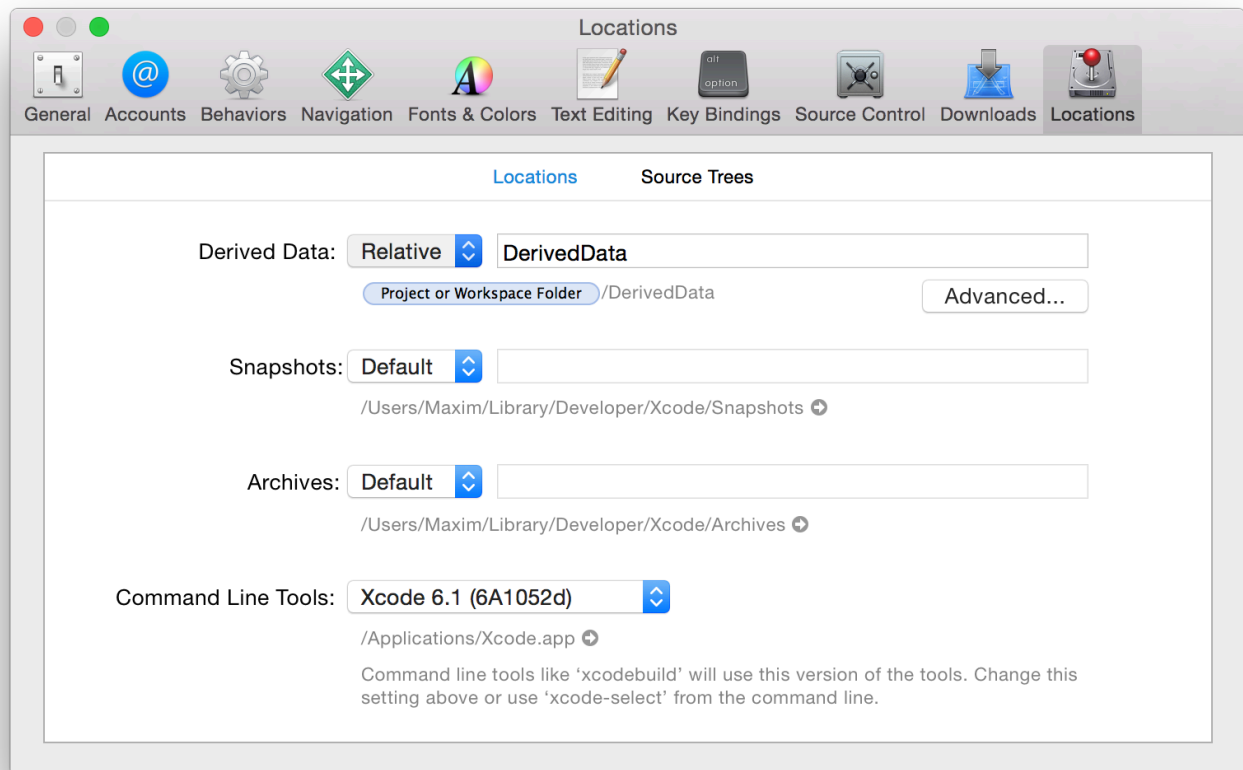 Locations
alt
option
General Accounts Behaviors Navigation Fonts & Colors Text Editing Key Bindings Source Control Downloads Locations
Locations Source Trees
Derived Data: Relative DerivedData
Project or Workspace Folder /DerivedData
Advanced...
Snapshots: Default
/Users/Maxim/Library/Developer/Xcode/Snapshots
Archives: Default
/Users/Maxim/Library/Developer/Xcode/Archives
Command Line Tools: Xcode 6.1 (6A1052d)
/Applications/Xcode.app
Command line tools like ‘xcodebuild’ will use this version of the tools. Change this
setting above or use ‘xcode-select’ from the command line.